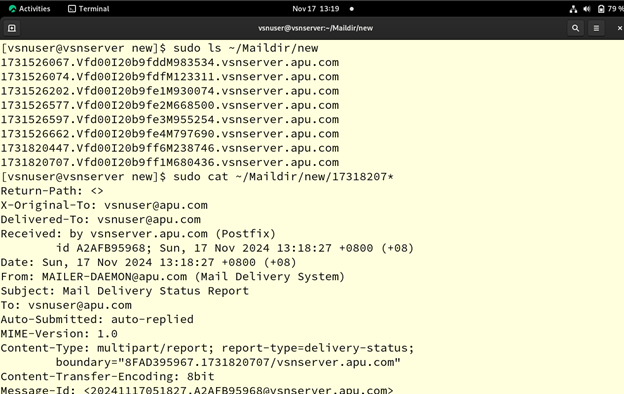 Activities Terminal Nov 17 13:19 79 %
vsnuser@vsnserver:~/Maildir/new
[vsnuser@vsnserver new]$ sudo ls ~/Maildir/new
1731526067.Vfd00I20b9fddM983534.vsnserver.apu.com
1731526074.Vfd00I20b9fdfM123311.vsnserver.apu.com
1731526202.Vfd00I20b9fe1M930074.vsnserver.apu.com
1731526577.Vfd00I20b9fe2M668500.vsnserver.apu.com
1731526597.Vfd00I20b9fe3M955254.vsnserver.apu.com
1731526662.Vfd00I20b9fe4M797690.vsnserver.apu.com
1731820447.Vfd00I20b9ff6M238746.vsnserver.apu.com
1731820707.Vfd00I20b9ff1M680436.vsnserver.apu.com
[vsnuser@vsnserver new]$ sudo cat ~/Maildir/new/17318207*
Return-Path: <>
X-Original-To: vsnuser@apu.com
Delivered-To: vsnuser@apu.com
Received: by vsnserver.apu.com (Postfix)
id A2AFB95968; Sun, 17 Nov 2024 13:18:27 +0800 (+08)
Date: Sun, 17 Nov 2024 13:18:27 +0800 (+08)
From: MAILER-DAEMON@apu.com (Mail Delivery System)
Subject: Mail Delivery Status Report
To: vsnuser@apu.com
Auto-Submitted: auto-replied
MIME-Version: 1.0
Content-Type: multipart/report; report-type=delivery-status;
boundary="8FAD395967.1731820707/vsnserver.apu.com"
Content-Transfer-Encoding: 8bit
Message-Id: <20241117051827.A2AFB95968@vsnserver.apu.com>